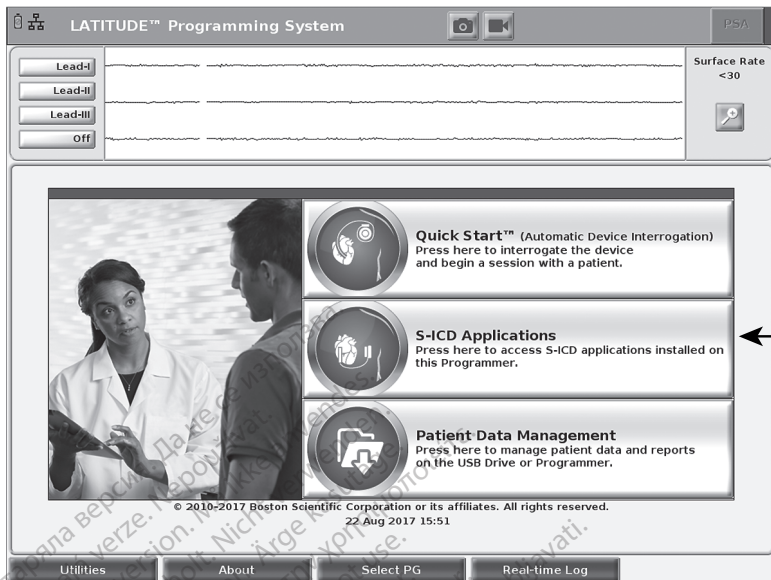 LATITUDE™ Programming System
PSA
Lead-I
Lead-II
Lead-III
Off
Surface Rate
<30
Quick Start™ (Automatic Device Interrogation)
Press here to interrogate the device
and begin a session with a patient.
S-ICD Applications
Press here to access S-ICD applications installed on
this Programmer.
Patient Data Management
Press here to manage patient data and reports
on the USB Drive or Programmer.
© 2010-2017 Boston Scientific Corporation or its affiliates. All rights reserved.
22 Aug 2017 15:51
Utilities
About
Select PG
Real-time Log